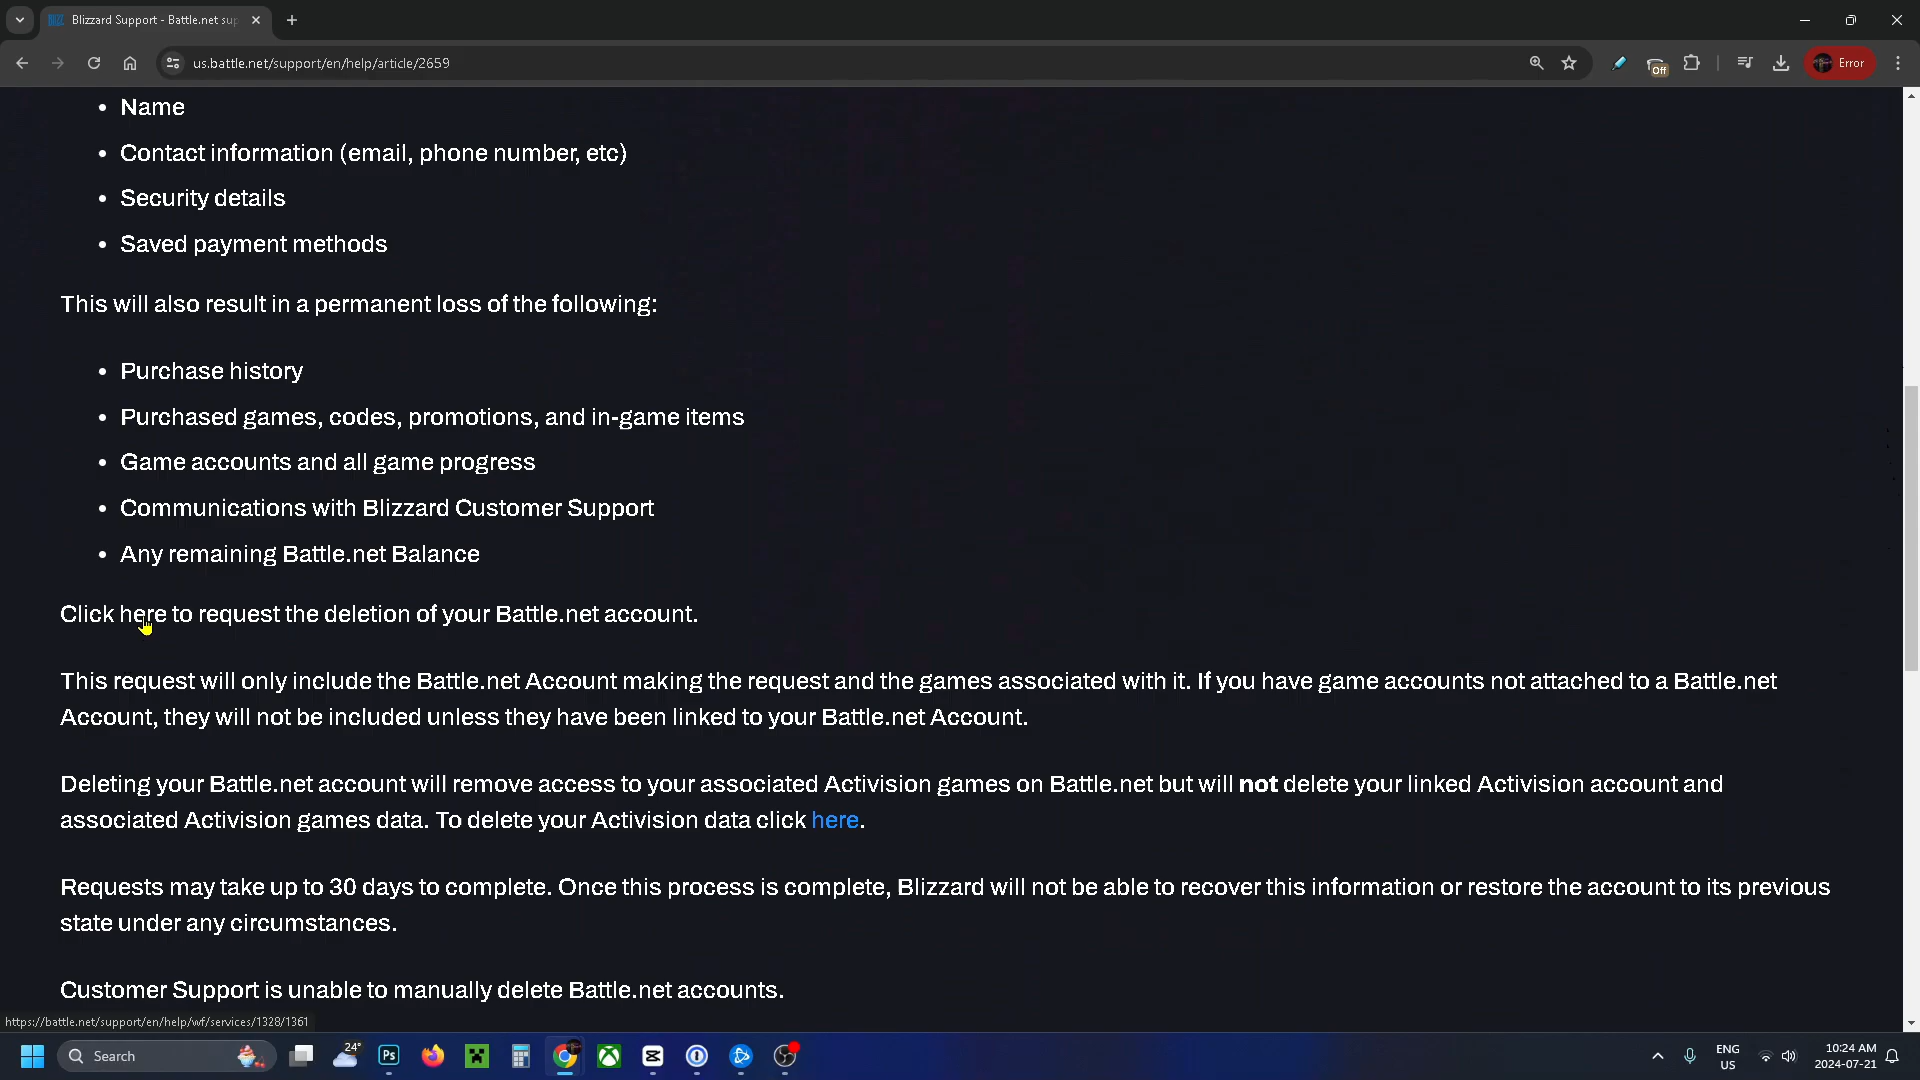 Blizzard Support - Battle.net sup
us.battle.net/support/en/help/article/2659
Off
Error
• Name
• Contact information (email, phone number, etc)
• Security details
• Saved payment methods
This will also result in a permanent loss of the following:
• Purchase history
• Purchased games, codes, promotions, and in-game items
• Game accounts and all game progress
• Communications with Blizzard Customer Support
• Any remaining Battle.net Balance
Click here to request the deletion of your Battle.net account.
This request will only include the Battle.net Account making the request and the games associated with it. If you have game accounts not attached to a Battle.net
Account, they will not be included unless they have been linked to your Battle.net Account.
Deleting your Battle.net account will remove access to your associated Activision games on Battle.net but will not delete your linked Activision account and
associated Activision games data. To delete your Activision data click here.
Requests may take up to 30 days to complete. Once this process is complete, Blizzard will not be able to recover this information or restore the account to its previous
state under any circumstances.
Customer Support is unable to manually delete Battle.net accounts.
https://battle.net/support/en/help/wf/services/1328/1361
Search
24°
Ps
ENG
US
10:24 AM
2024-07-21